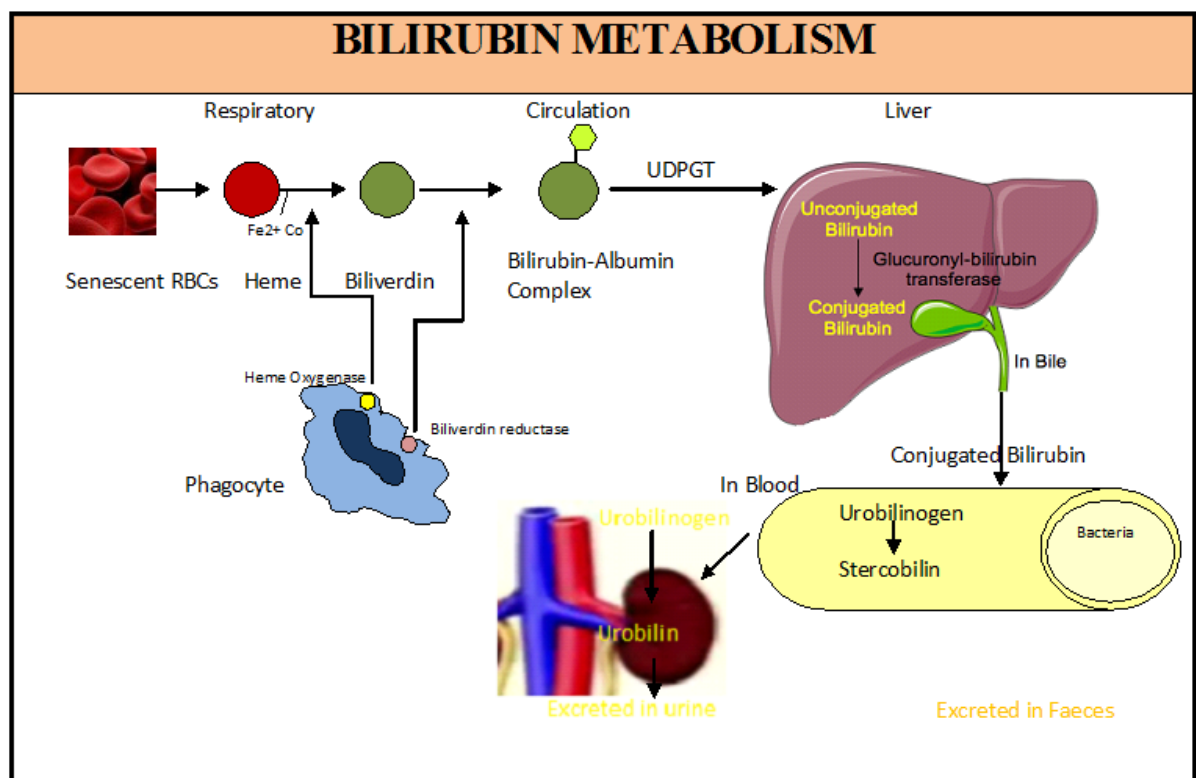 BILIRUBIN METABOLISM
Respiratory
Circulation
Liver
UDPGT
Fe2+ Co
Senescent RBCs
Heme
Biliverdin
Bilirubin-Albumin
Complex
Unconjugated
Bilirubin
Glucuronyl-bilirubin
transferase
Conjugated
Bilirubin
In Bile
Heme Oxygenase
Biliverdin reductase
Phagocyte
Conjugated Bilirubin
In Blood
Urobilinogen
Stercobilin
Bacteria
Urobilinogen
Urobilin
Excreted in urine
Excreted in Faeces